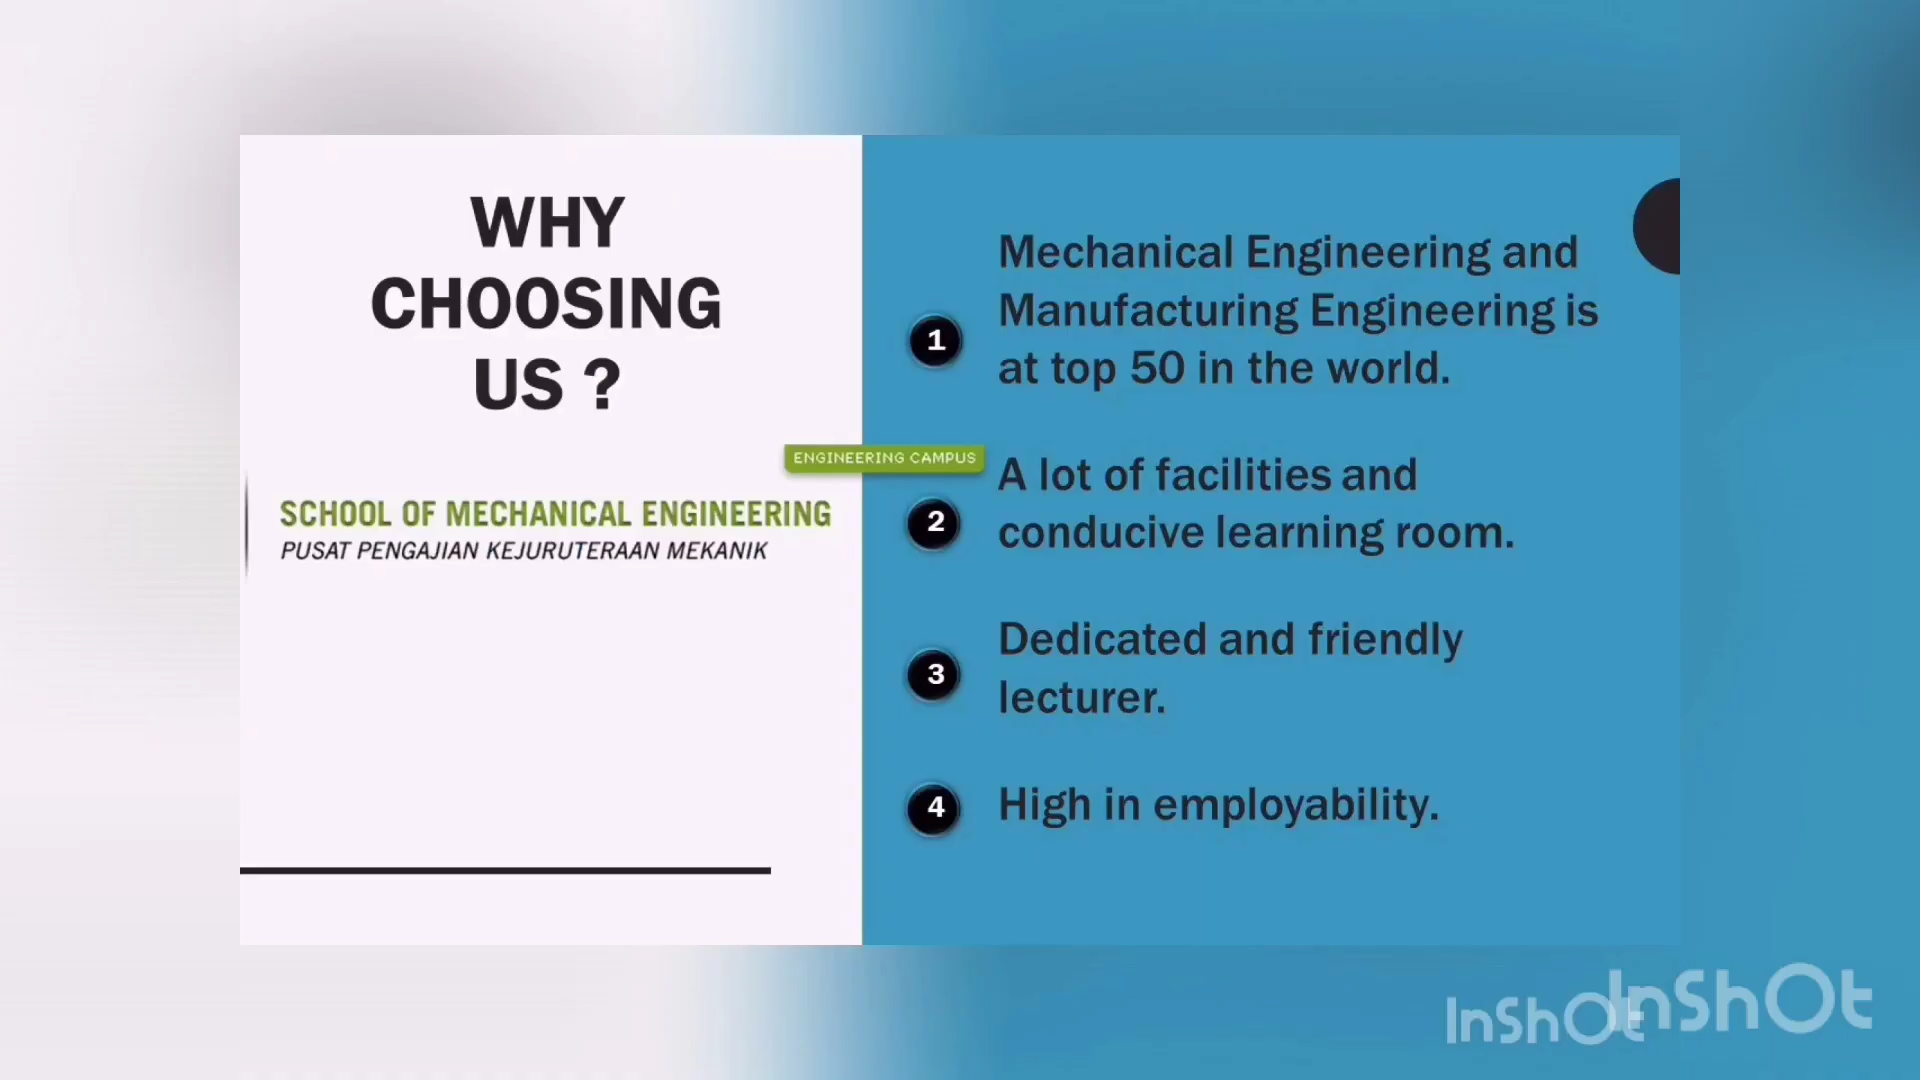 WHY
CHOOSING
US ?
ENGINEERING CAMPUS
SCHOOL OF MECHANICAL ENGINEERING
PUSAT PENGAJIAN KEJURUTERAAN MEKANIK
1
Mechanical Engineering and
Manufacturing Engineering is
at top 50 in the world.
2
A lot of facilities and
conducive learning room.
3
Dedicated and friendly
lecturer.
4
High in employability.
InShOt
InShOt